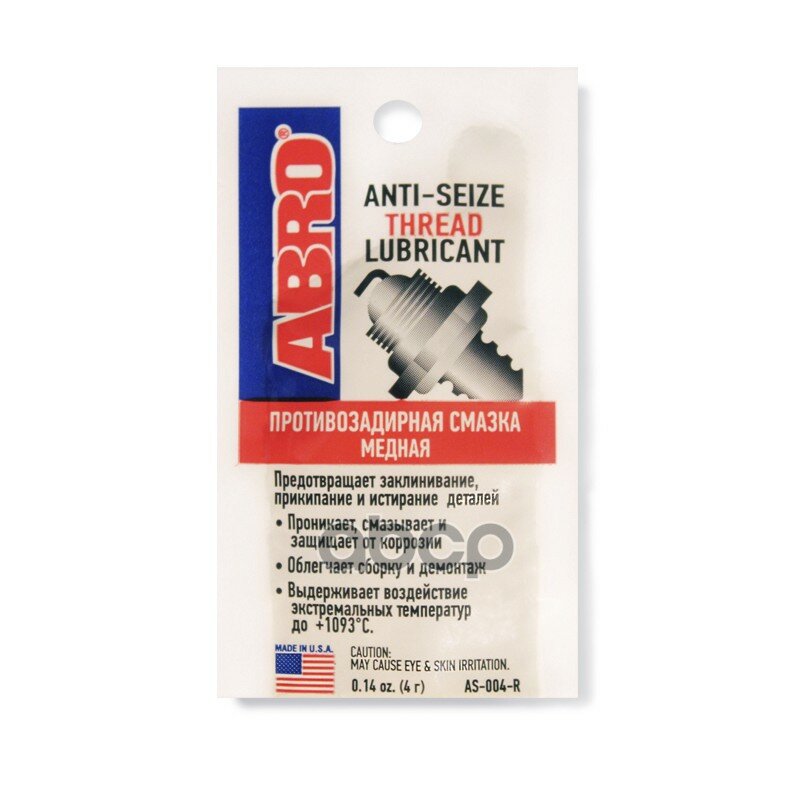 ABRO®
ANTI-SEIZE
THREAD
LUBRICANT
ПРОТИВОЗАДИРНАЯ СМАЗКА
МЕДНАЯ
Предотвращает заклинивание,
прикипание и истирание деталей
• Проникает, смазывает и
защищает от коррозии
abcp
• Облегчает сборку и демонтаж
• Выдерживает воздействие
экстремальных температур
до +1093°С.
MADE IN U.S.A.
CAUTION:
MAY CAUSE EYE & SKIN IRRITATION.
0.14 oz. (4 г) AS-004-R